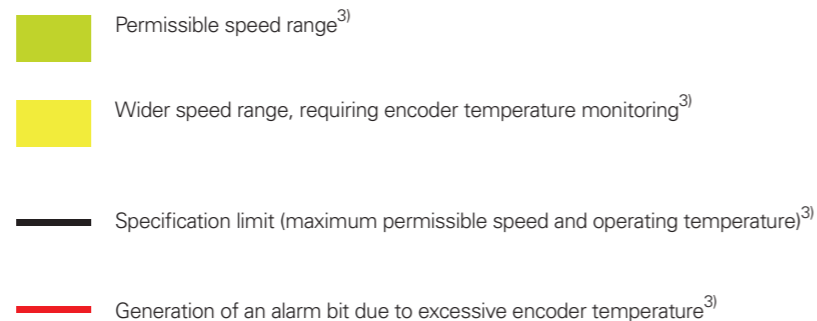 Permissible speed range3)
Wider speed range, requiring encoder temperature monitoring3)
Specification limit (maximum permissible speed and operating temperature)3)
Generation of an alarm bit due to excessive encoder temperature3)